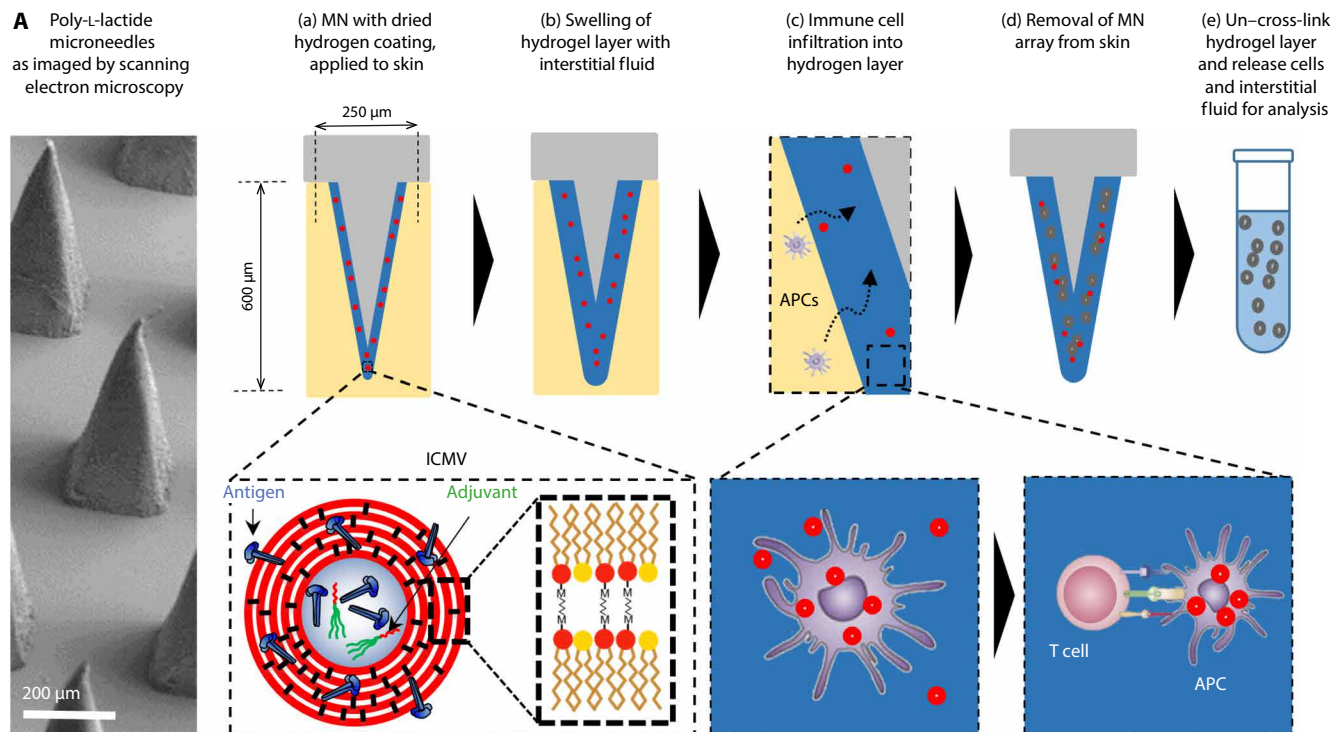 A
Poly-L-lactide
microneedles
as imaged by scanning
electron microscopy
(a) MN with dried
hydrogen coating,
applied to skin
(b) Swelling of
hydrogel layer with
interstitial fluid
(c) Immune cell
infiltration into
hydrogen layer
(d) Removal of MN
array from skin
(e) Un–cross-link
hydrogel layer
and release cells
and interstitial
fluid for analysis
250 μm
600 μm
APCs
200 μm
ICMV
Antigen
Adjuvant
M M M
M M M
T cell
APC